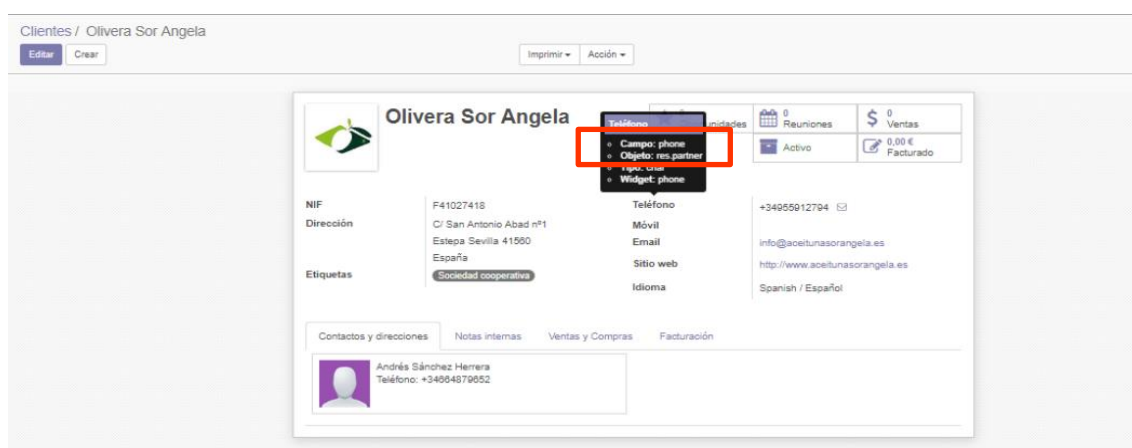 Clientes / Olivera Sor Angela
Editar Crear
Imprimir Acción
Olivera Sor Angela
Teléfono
Campo: phone
Objeto: res.partner
Tipo: char
Widget: phone
0 Reuniones
$ 0 Ventas
Activo
0,00 € Facturado
NIF F41027418
Dirección C/ San Antonio Abad nº1
Estepa Sevilla 41560
España
Etiquetas Sociedad cooperativa
Teléfono +34955912794
Móvil
Email info@aceitunasorangela.es
Sitio web http://www.aceitunasorangela.es
Idioma Spanish / Español
Contactos y direcciones Notas internas Ventas y Compras Facturación
Andrés Sánchez Herrera
Teléfono: +34664879652